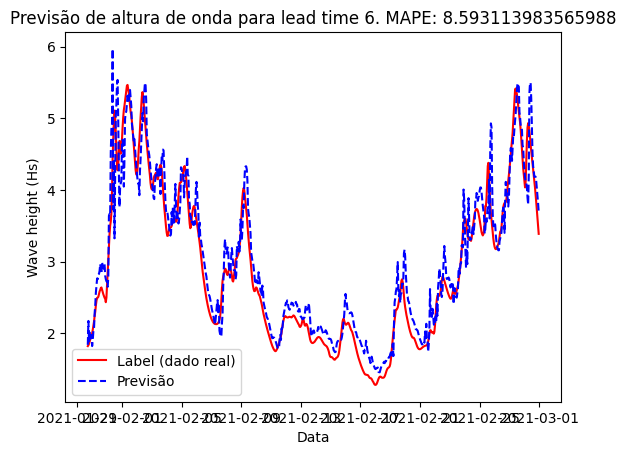 Previsão de altura de onda para lead time 6. MAPE: 8.593113983565988
6
5
4
3
2
Wave height (Hs)
Label (dado real)
Previsão
2021-01-29
2021-02-01
2021-02-05
2021-02-09
2021-02-13
2021-02-17
2021-02-21
2021-02-25
2021-03-01
Data